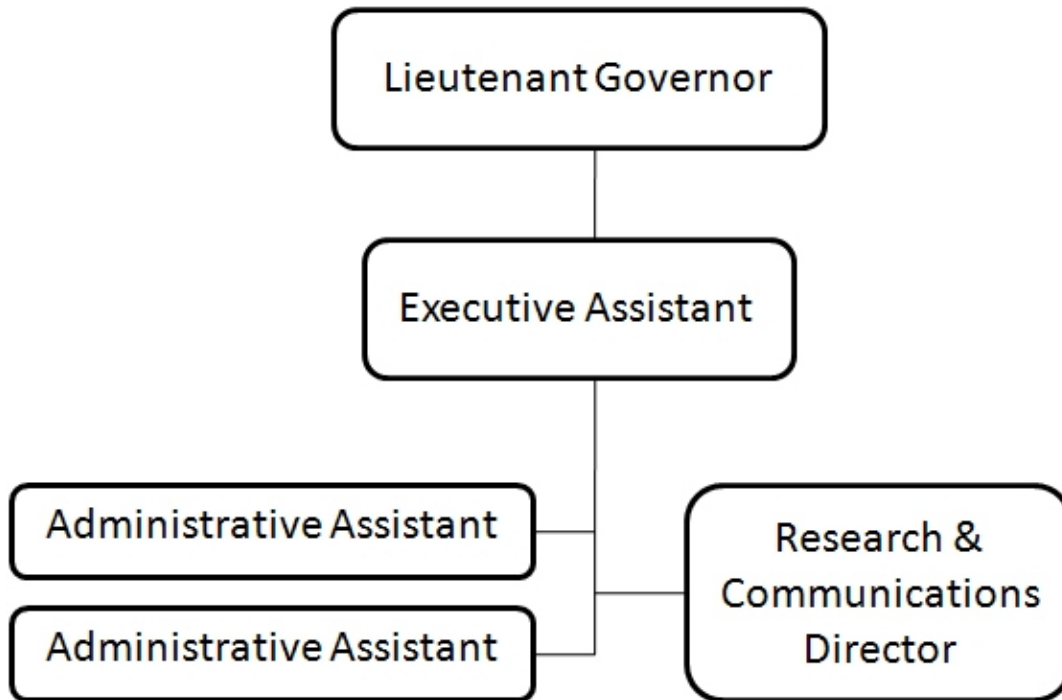 Lieutenant Governor
Executive Assistant
Administrative Assistant
Administrative Assistant
Research &
Communications
Director